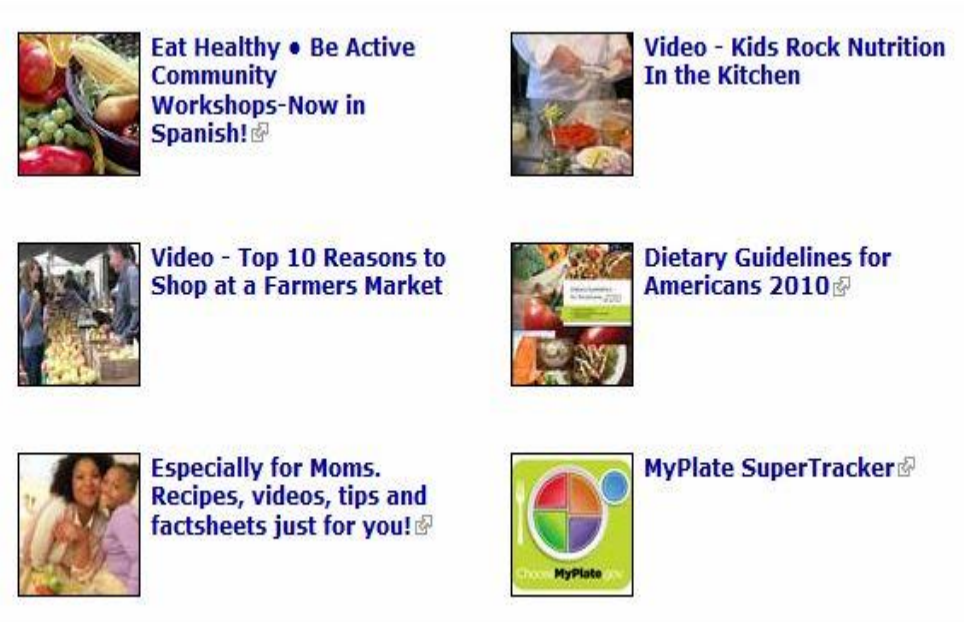 Eat Healthy ● Be Active
Community
Workshops-Now in
Spanish!
Video - Kids Rock Nutrition
In the Kitchen
Video - Top 10 Reasons to
Shop at a Farmers Market
Dietary Guidelines for
Americans 2010
Especially for Moms.
Recipes, videos, tips and
factsheets just for you!
MyPlate SuperTracker
ChooseMyPlate.gov